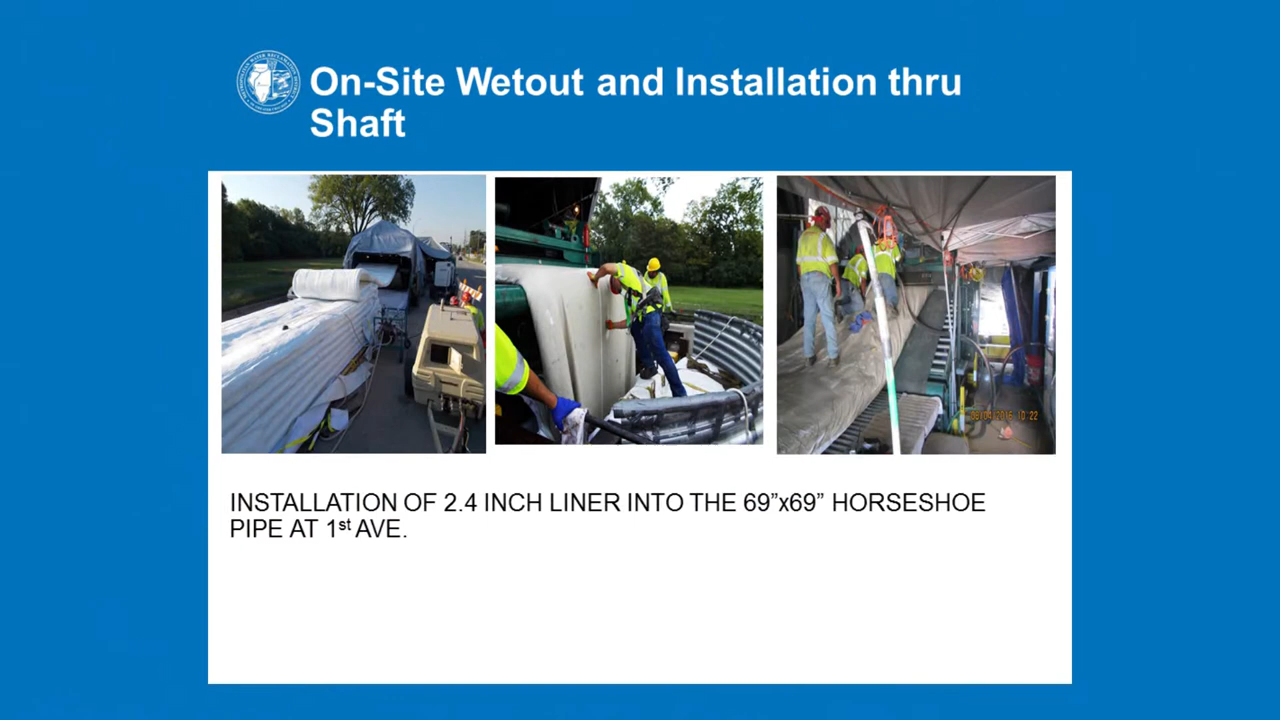 On-Site Wetout and Installation thru
Shaft
INSTALLATION OF 2.4 INCH LINER INTO THE 69”x69” HORSESHOE
PIPE AT 1st AVE.